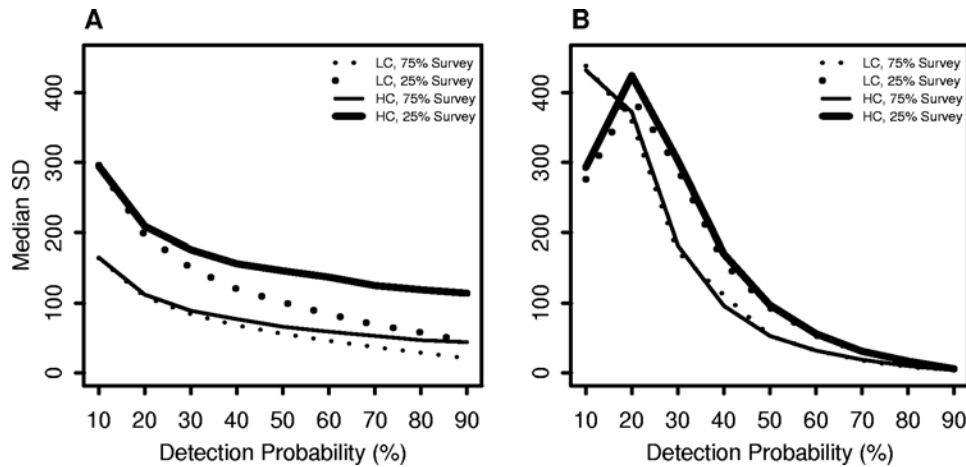 A
LC, 75% Survey
LC, 25% Survey
HC, 75% Survey
HC, 25% Survey
Median SD
400
300
200
100
0
10 20 30 40 50 60 70 80 90
Detection Probability (%)
B
LC, 75% Survey
LC, 25% Survey
HC, 75% Survey
HC, 25% Survey
400
300
200
100
0
10 20 30 40 50 60 70 80 90
Detection Probability (%)